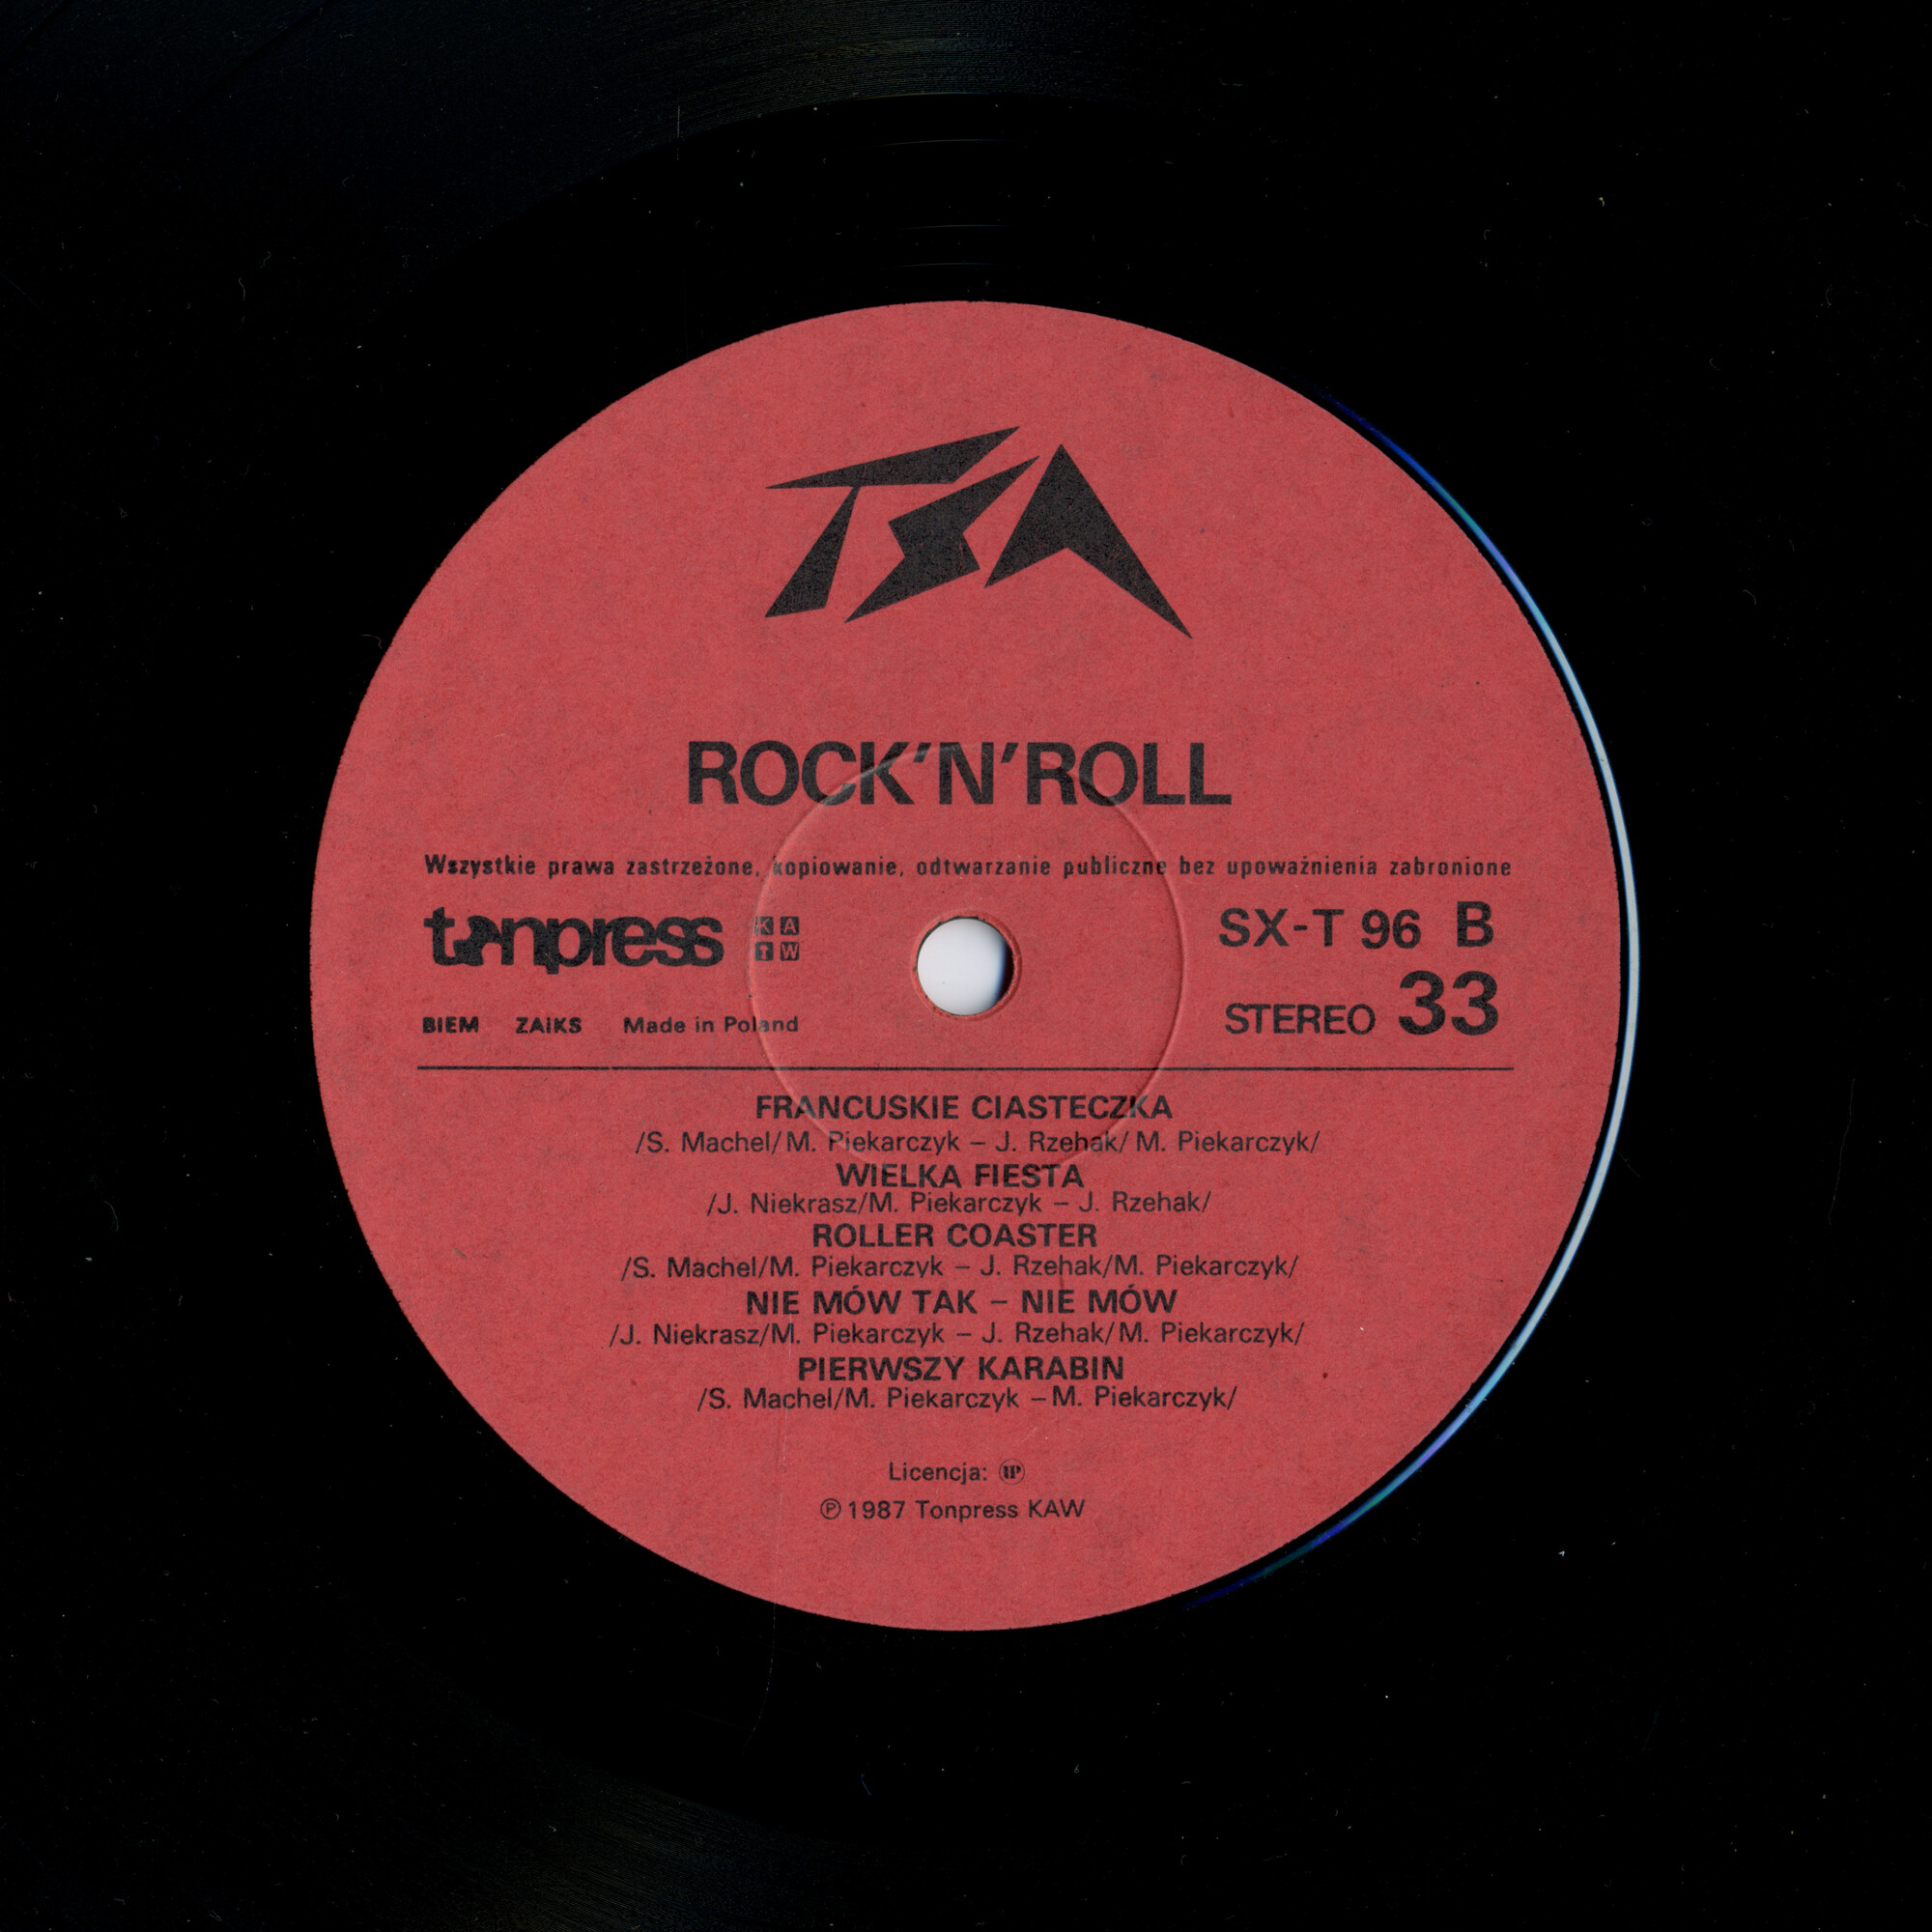 TSA
ROCK'N'ROLL
Wszystkie prawa zastrzeżone, kopiowanie, odtwarzanie publiczne bez upoważnienia zabronione
tonpress KA TW SX-T 96 B
BIEM ZAiKS Made in Poland STEREO 33
FRANCUSKIE CIASTECZKA
/S. Machel/M. Piekarczyk – J. Rzehak/M. Piekarczyk/
WIELKA FIESTA
/J. Niekrasz/M. Piekarczyk – J. Rzehak/
ROLLER COASTER
/S. Machel/M. Piekarczyk – J. Rzehak/M. Piekarczyk/
NIE MÓW TAK – NIE MÓW
/J. Niekrasz/M. Piekarczyk – J. Rzehak/M. Piekarczyk/
PIERWSZY KARABIN
/S. Machel/M. Piekarczyk – M. Piekarczyk/
Licencja:
Ⓟ 1987 Tonpress KAW